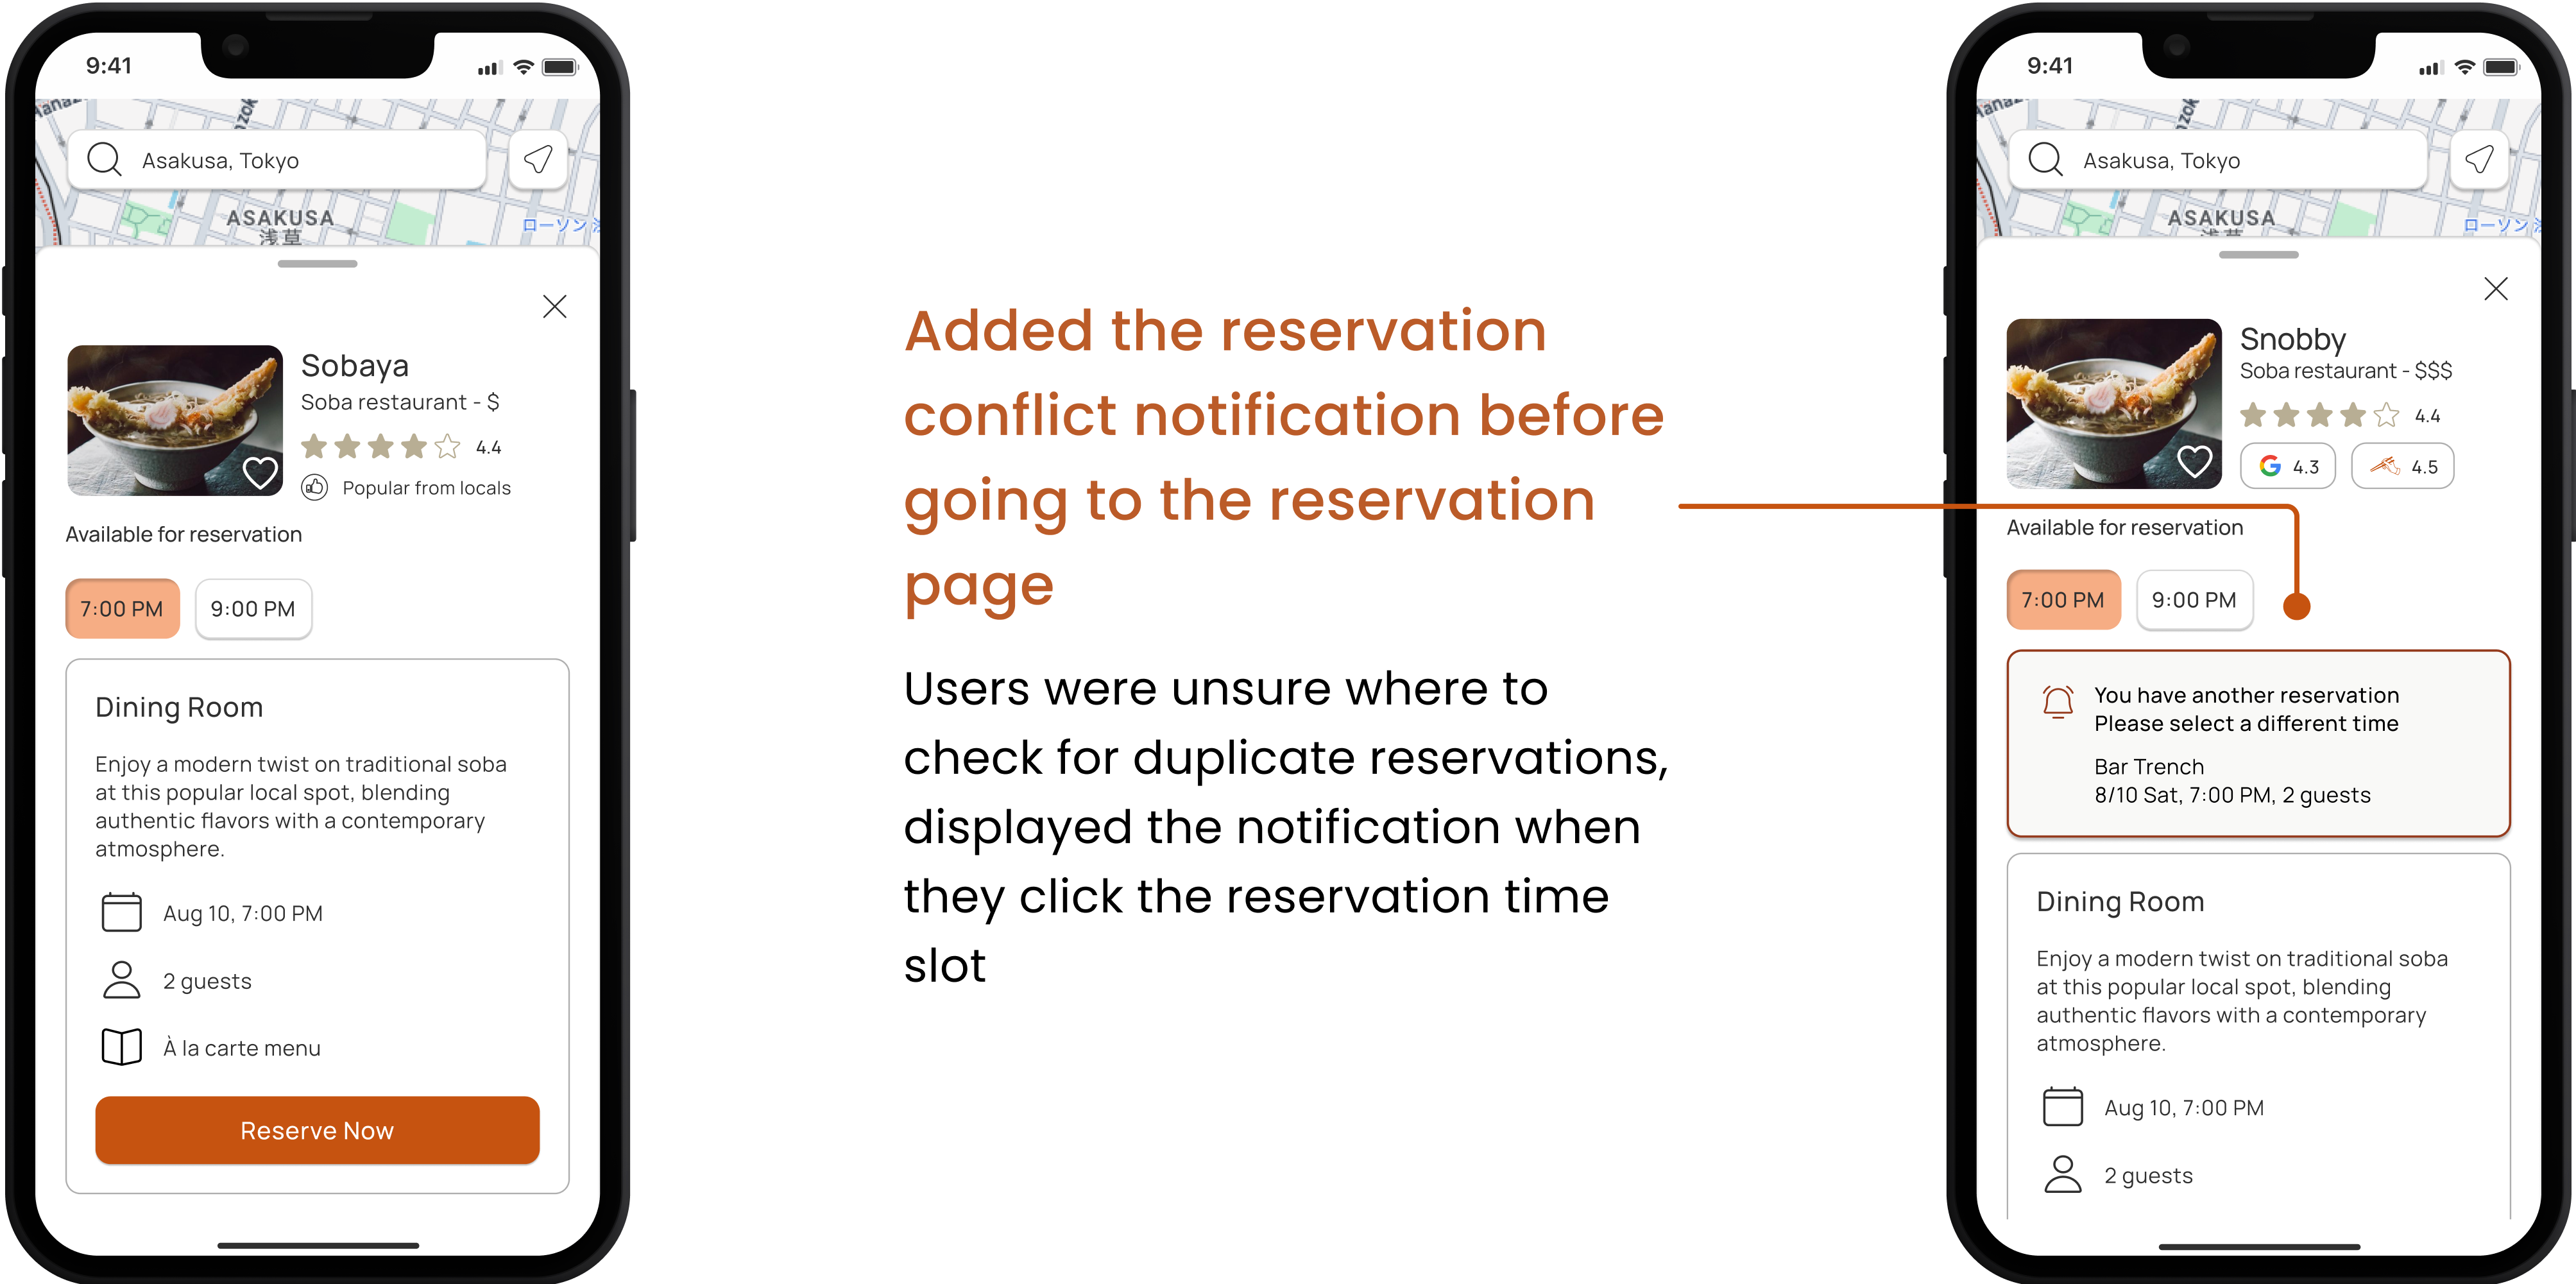 9:41
Asakusa, Tokyo
ASAKUSA
浅草
ローソン
Sobaya
Soba restaurant - $
4.4
Popular from locals
Available for reservation
7:00 PM
9:00 PM
Dining Room
Enjoy a modern twist on traditional soba
at this popular local spot, blending
authentic flavors with a contemporary
atmosphere.
Aug 10, 7:00 PM
2 guests
À la carte menu
Reserve Now
Added the reservation
conflict notification before
going to the reservation
page
Users were unsure where to
check for duplicate reservations,
displayed the notification when
they click the reservation time
slot
9:41
Asakusa, Tokyo
ASAKUSA
浅草
ローソン
Snobby
Soba restaurant - $$$
4.4
G 4.3
4.5
Available for reservation
7:00 PM
9:00 PM
You have another reservation
Please select a different time
Bar Trench
8/10 Sat, 7:00 PM, 2 guests
Dining Room
Enjoy a modern twist on traditional soba
at this popular local spot, blending
authentic flavors with a contemporary
atmosphere.
Aug 10, 7:00 PM
2 guests